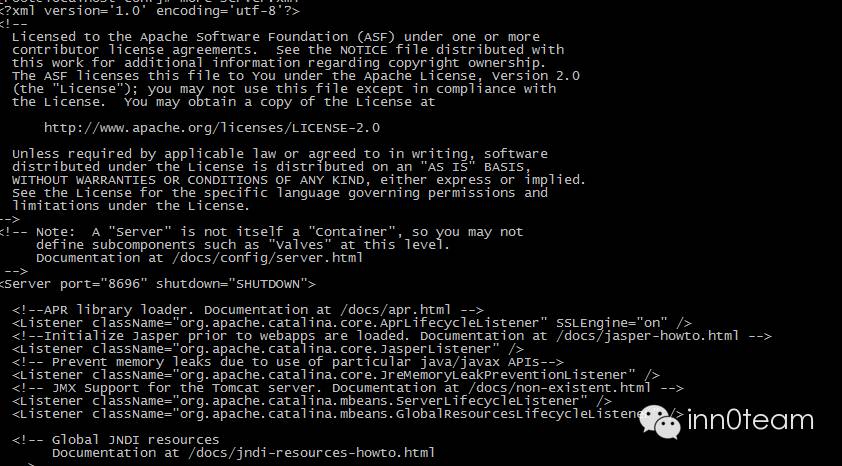 <?xml version='1.0' encoding='utf-8'?>
<!--
  Licensed to the Apache Software Foundation (ASF) under one or more
  contributor license agreements.  See the NOTICE file distributed with
  this work for additional information regarding copyright ownership.
  The ASF licenses this file to You under the Apache License, Version 2.0
  (the "License"); you may not use this file except in compliance with
  the License.  You may obtain a copy of the License at

      http://www.apache.org/licenses/LICENSE-2.0

  Unless required by applicable law or agreed to in writing, software
  distributed under the License is distributed on an "AS IS" BASIS,
  WITHOUT WARRANTIES OR CONDITIONS OF ANY KIND, either express or implied.
  See the License for the specific language governing permissions and
  limitations under the License.
-->
<!-- Note:  A "Server" is not itself a "Container", so you may not
     define subcomponents such as "Valves" at this level.
     Documentation at /docs/config/server.html
 -->
<Server port="8696" shutdown="SHUTDOWN">

  <!--APR library loader. Documentation at /docs/apr.html -->
  <Listener className="org.apache.catalina.core.AprLifecycleListener" SSLEngine="on" />
  <!--Initialize Jasper prior to webapps are loaded. Documentation at /docs/jasper-howto.html -->
  <Listener className="org.apache.catalina.core.JasperListener" />
  <!-- Prevent memory leaks due to use of particular java/javax APIs-->
  <Listener className="org.apache.catalina.core.JreMemoryLeakPreventionListener" />
  <!-- JMX Support for the Tomcat server. Documentation at /docs/non-existent.html -->
  <Listener className="org.apache.catalina.mbeans.ServerLifecycleListener" />
  <Listener className="org.apache.catalina.mbeans.GlobalResourcesLifecycleListene />

  <!-- Global JNDI resources
       Documentation at /docs/jndi-resources-howto.html
inn0team